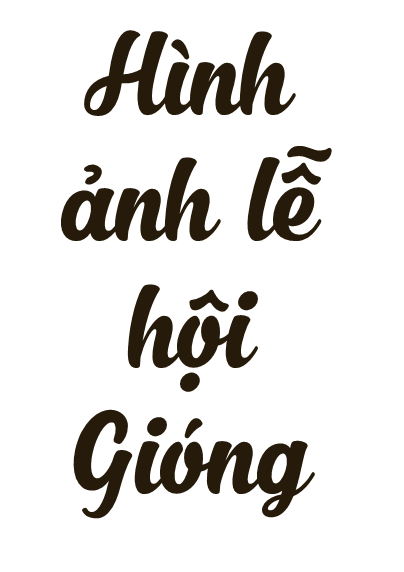 Hình
ảnh lễ
hội
Gióng